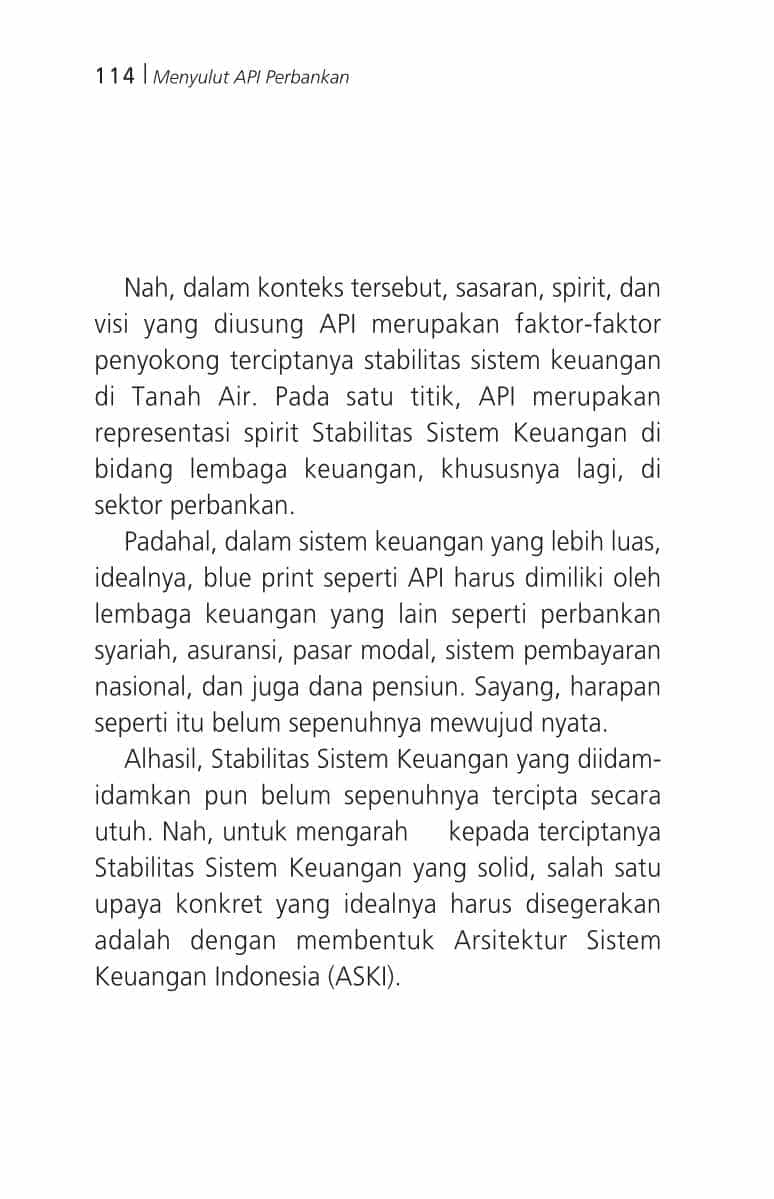 114 | Menyulut API Perbankan
Nah, dalam konteks tersebut, sasaran, spirit, dan
visi yang diusung API merupakan faktor-faktor
penyokong terciptanya stabilitas sistem keuangan
di Tanah Air. Pada satu titik, API merupakan
representasi spirit Stabilitas Sistem Keuangan di
bidang lembaga keuangan, khususnya lagi, di
sektor perbankan.
Padahal, dalam sistem keuangan yang lebih luas,
idealnya, blue print seperti API harus dimiliki oleh
lembaga keuangan yang lain seperti perbankan
syariah, asuransi, pasar modal, sistem pembayaran
nasional, dan juga dana pensiun. Sayang, harapan
seperti itu belum sepenuhnya mewujud nyata.
Alhasil, Stabilitas Sistem Keuangan yang diidam-
idamkan pun belum sepenuhnya tercipta secara
utuh. Nah, untuk mengarah kepada terciptanya
Stabilitas Sistem Keuangan yang solid, salah satu
upaya konkret yang idealnya harus disegerakan
adalah dengan membentuk Arsitektur Sistem
Keuangan Indonesia (ASKI).